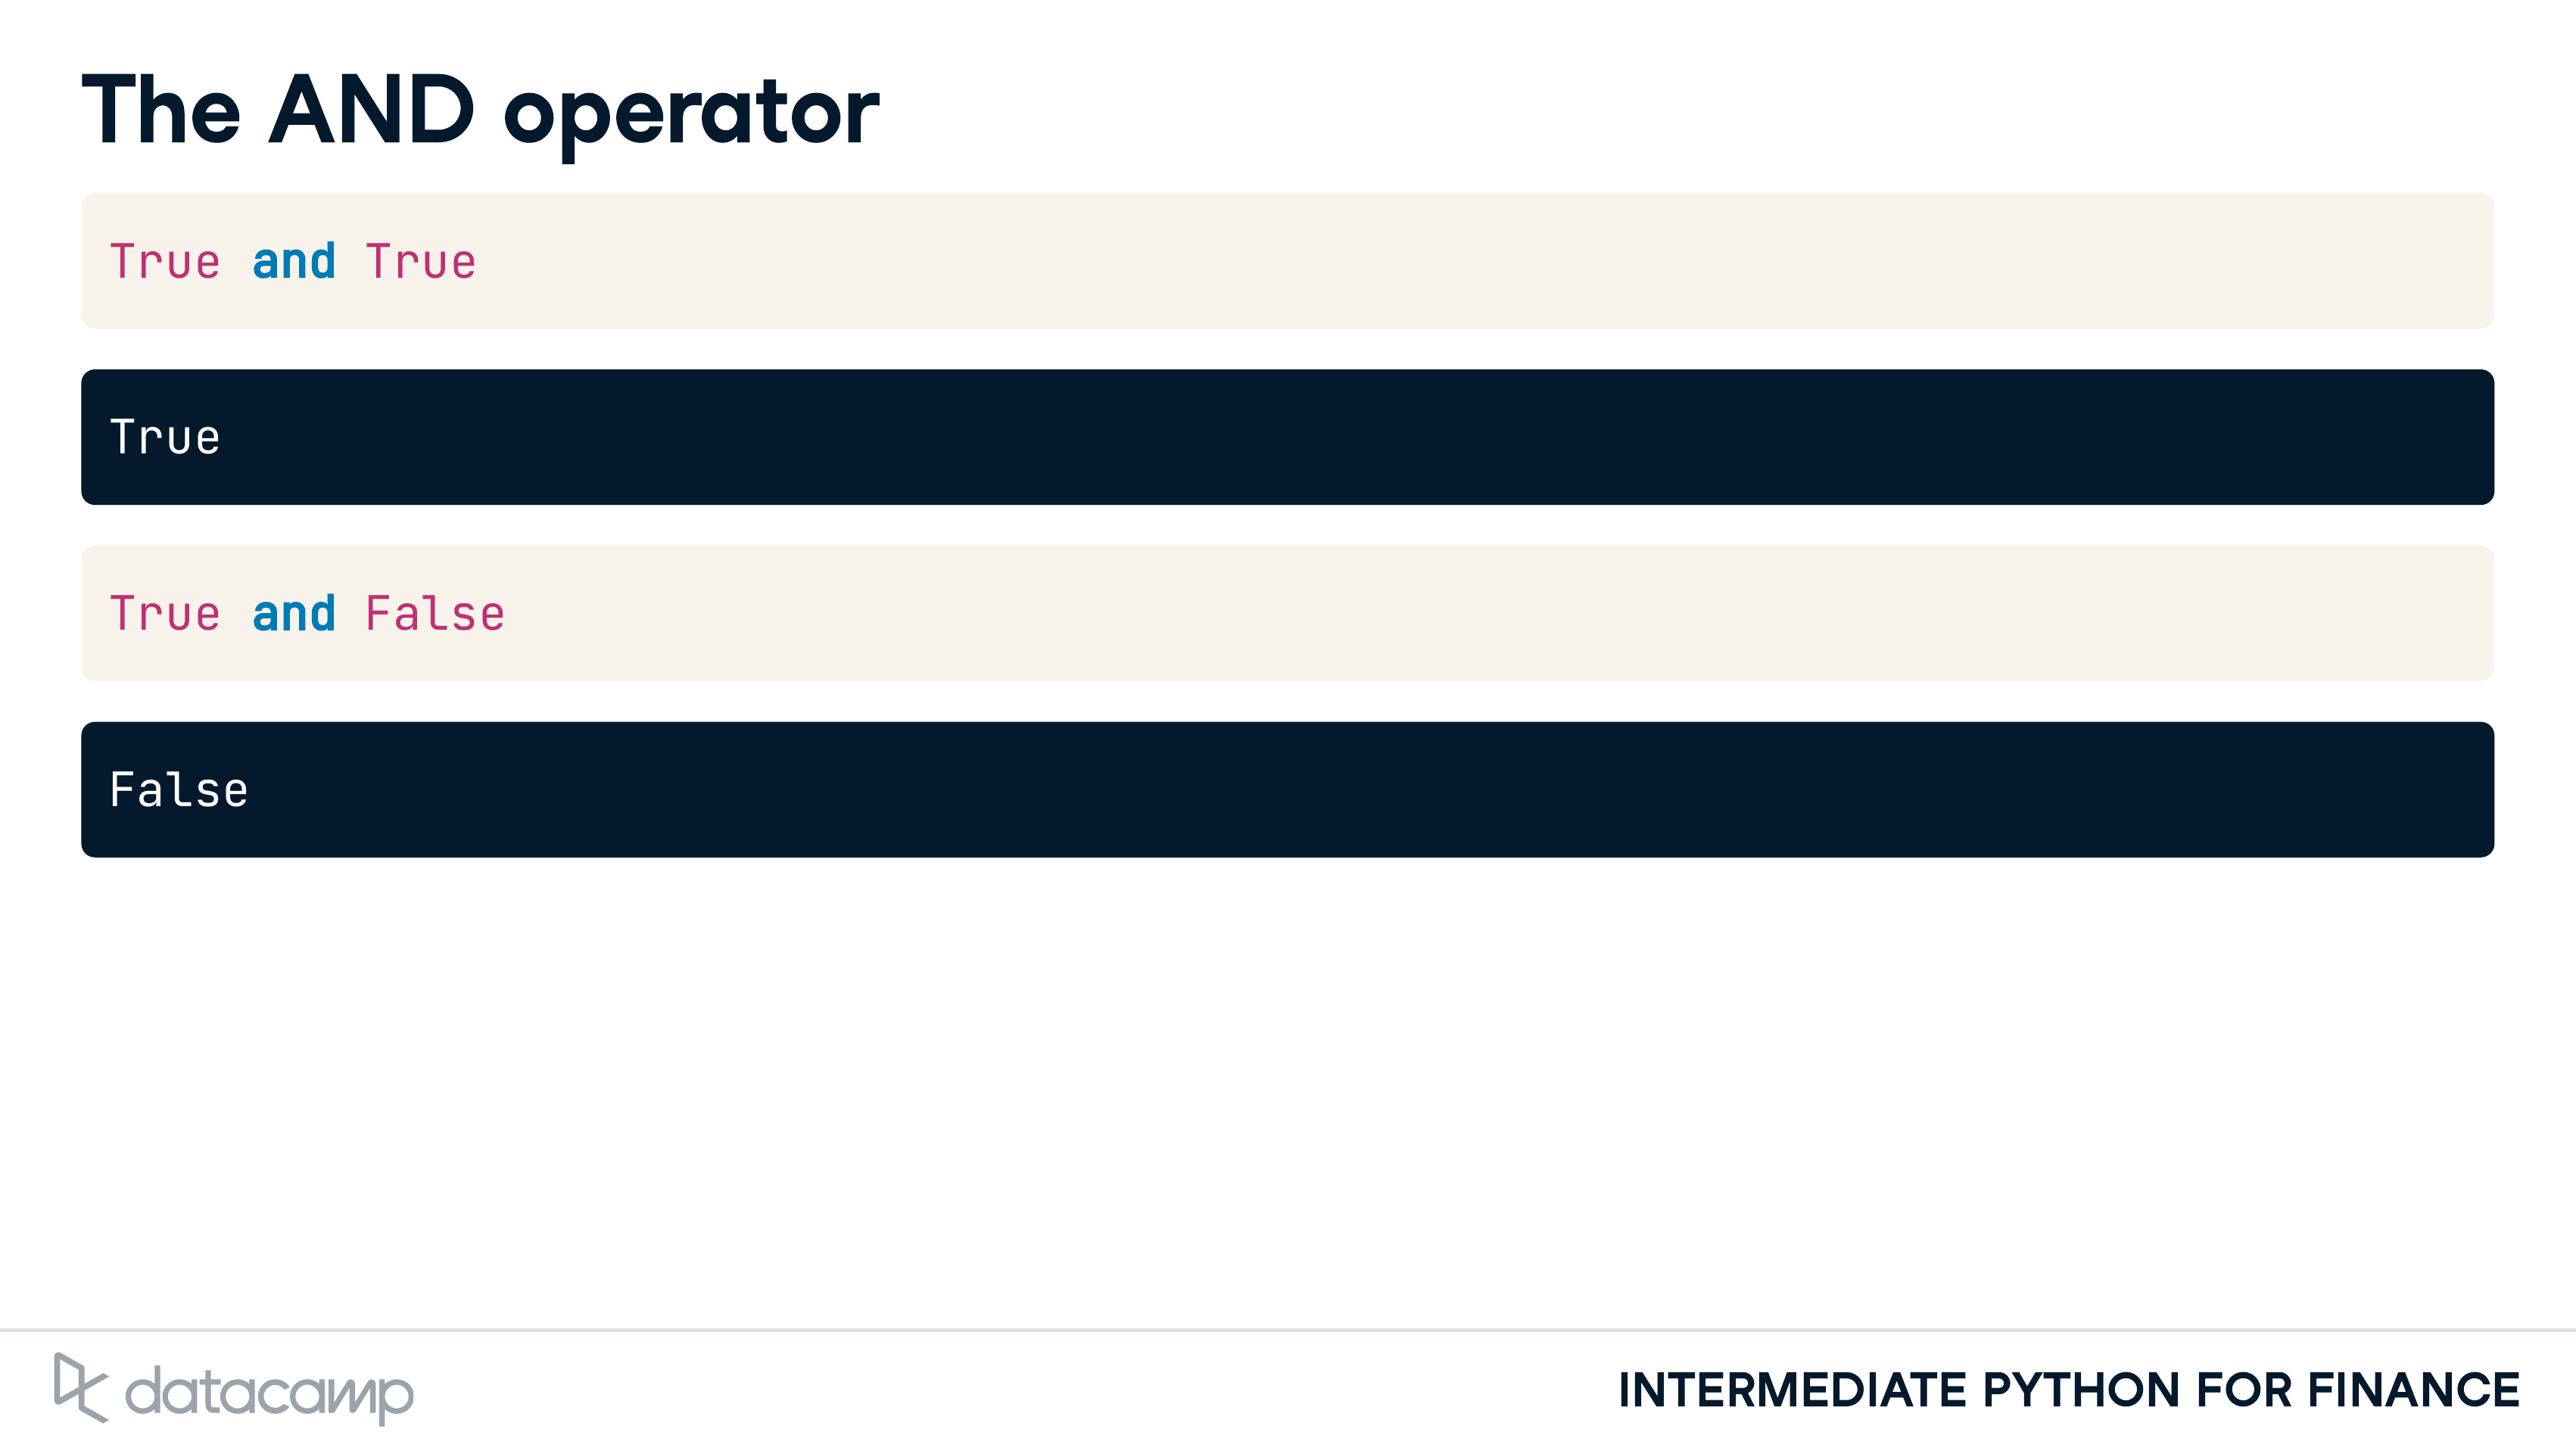 The AND operator
True and True
True
True and False
False
datacamp
INTERMEDIATE PYTHON FOR FINANCE